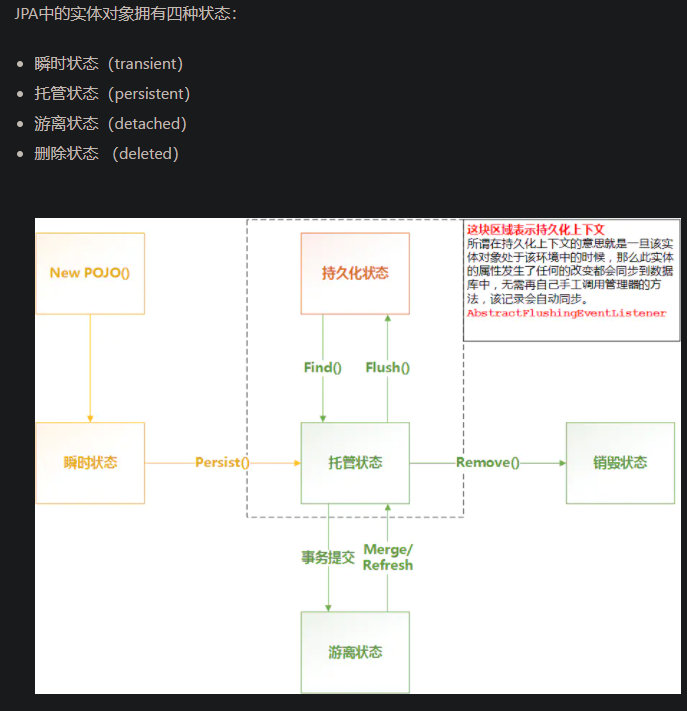 JPA中的实体对象拥有四种状态：
瞬时状态（transient）
托管状态（persistent）
游离状态（detached）
删除状态 （deleted）
这块区域表示持久化上下文
所谓在持久化上下文的意思就是一旦该实
体对象处于该环境中的时候，那么此实体
的属性发生了任何的改变都会同步到数据
库中，无需再自己手工调用管理器的方
法，该记录会自动同步。
AbstractFlushingEventListener
New POJO()
持久化状态
Find()
Flush()
瞬时状态
Persist()
托管状态
Remove()
销毁状态
事务提交
Merge/
Refresh
游离状态